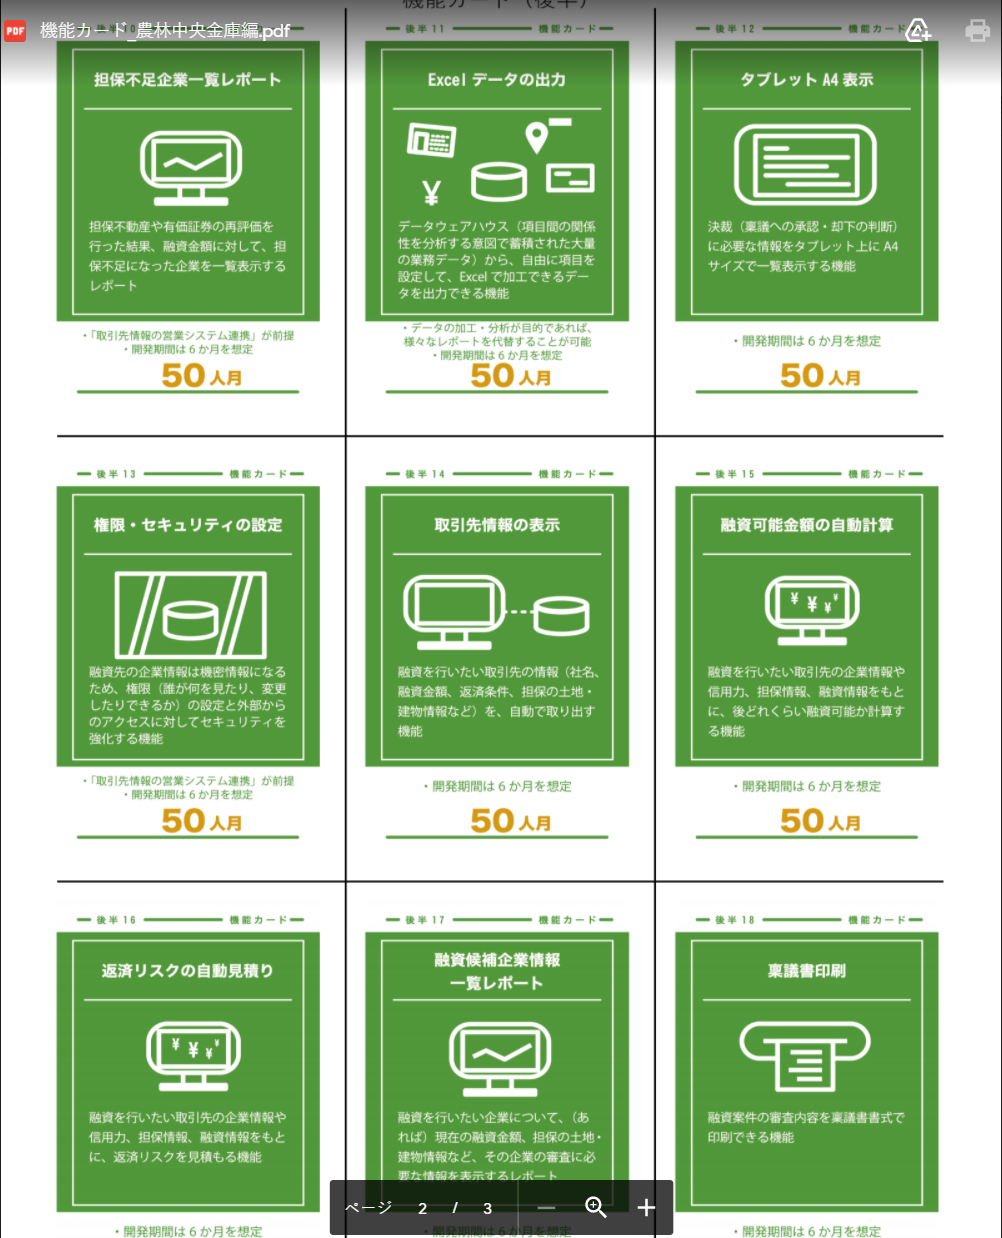 機能カード（後半）
PDF 機能カード_農林中央金庫編.pdf
後半10 機能カード
担保不足企業一覧レポート
担保不動産や有価証券の再評価を
行った結果、融資金額に対して、担
保不足になった企業を一覧表示する
レポート
・「取引先情報の営業システム連携」が前提
・開発期間は６か月を想定
50人月
後半11 機能カード
Excel データの出力
¥
データウェアハウス（項目間の関係
性を分析する意図で蓄積された大量
の業務データ）から、自由に項目を
設定して、Excel で加工できるデー
タを出力できる機能
・データの加工・分析が目的であれば、
様々なレポートを代替することが可能
・開発期間は６か月を想定
50人月
後半12 機能カード
タブレット A4 表示
決裁（稟議への承認・却下の判断）
に必要な情報をタブレット上に A4
サイズで一覧表示する機能
・開発期間は６か月を想定
50人月
後半13 機能カード
権限・セキュリティの設定
融資先の企業情報は機密情報になる
ため、権限（誰が何を見たり、変更
したりできるか）の設定と外部から
のアクセスに対してセキュリティを
強化する機能
・「取引先情報の営業システム連携」が前提
・開発期間は６か月を想定
50人月
後半14 機能カード
取引先情報の表示
融資を行いたい取引先の情報（社名、
融資金額、返済条件、担保の土地・
建物情報など）を、自動で取り出す
機能
・開発期間は６か月を想定
50人月
後半15 機能カード
融資可能金額の自動計算
¥ ¥ ¥ ¥
融資を行いたい取引先の企業情報や
信用力、担保情報、融資情報をもと
に、後どれくらい融資可能か計算す
る機能
・開発期間は６か月を想定
50人月
後半16 機能カード
返済リスクの自動見積り
¥ ¥ ¥ ¥
融資を行いたい取引先の企業情報や
信用力、担保情報、融資情報をもと
に、返済リスクを見積もる機能
・開発期間は６か月を想定
後半17 機能カード
融資候補企業情報
一覧レポート
融資を行いたい企業について、（あ
れば）現在の融資金額、担保の土地・
建物情報など、その企業の審査に必
要な情報を表示するレポート
・開発期間は６か月を想定
後半18 機能カード
稟議書印刷
融資案件の審査内容を稟議書書式で
印刷できる機能
・開発期間は６か月を想定
ページ 2 / 3